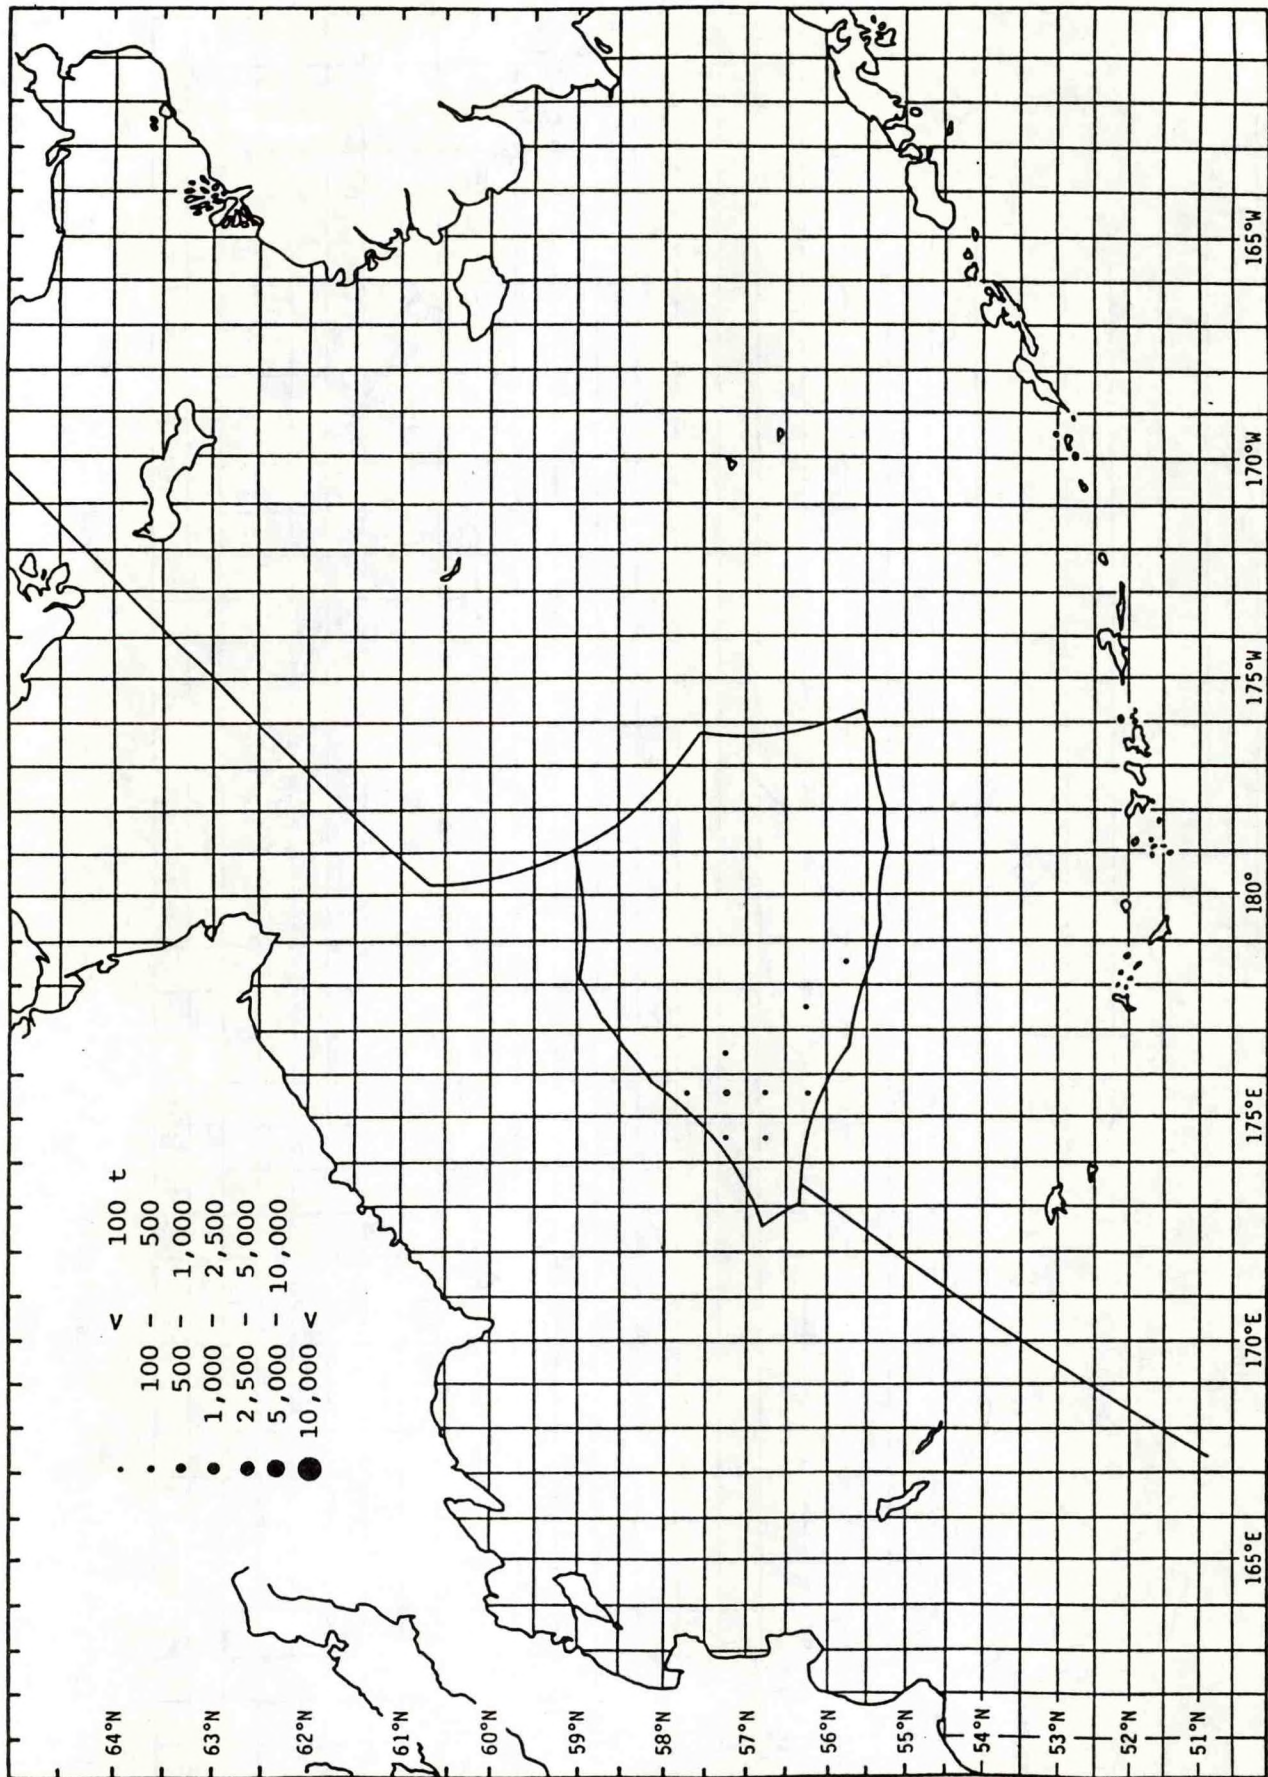 < 100 t
100 - 500
500 - 1,000
1,000 - 2,500
2,500 - 5,000
5,000 - 10,000
10,000 <
64°N
63°N
62°N
61°N
60°N
59°N
58°N
57°N
56°N
55°N
54°N
53°N
52°N
51°N
165°E
170°E
175°E
180°
175°W
170°W
165°W